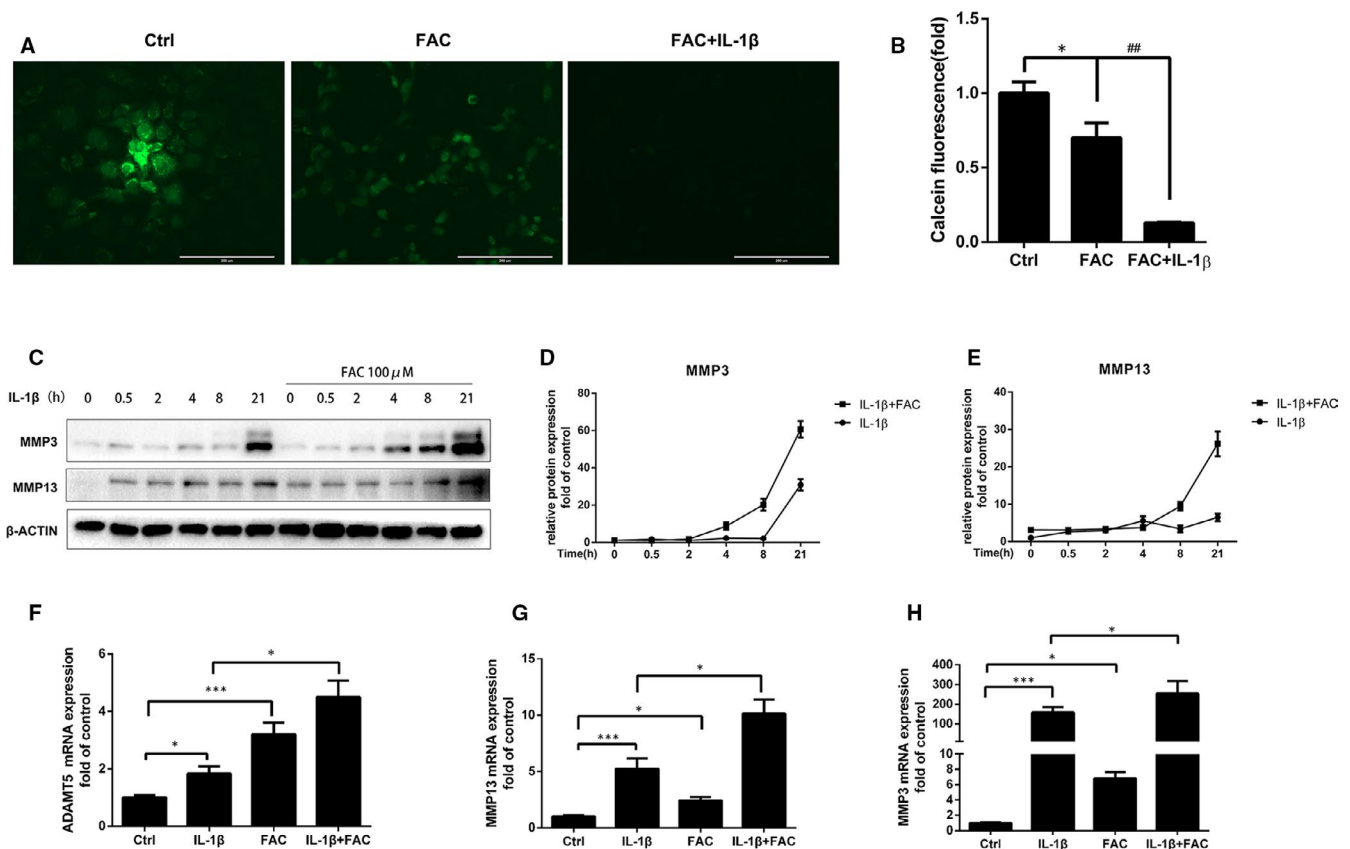 A
Ctrl
FAC
FAC+IL-1β
200 μm
200 μm
200 μm
B
Calcein fluorescence(fold)
1.5
1.0
0.5
0.0
*
##
Ctrl
FAC
FAC+IL-1β
C
FAC 100 μM
IL-1β (h) 0 0.5 2 4 8 21 0 0.5 2 4 8 21
MMP3
MMP13
β-ACTIN
D
MMP3
relative protein expression
fold of control
80
60
40
20
0
IL-1β+FAC
IL-1β
Time(h) 0 0.5 2 4 8 21
E
MMP13
relative protein expression
fold of control
40
30
20
10
0
IL-1β+FAC
IL-1β
Time(h) 0 0.5 2 4 8 21
F
ADAMT5 mRNA expression
fold of control
6
4
2
0
*
***
*
Ctrl
IL-1β
FAC
IL-1β+FAC
G
MMP13 mRNA expression
fold of control
15
10
5
0
*
*
***
Ctrl
IL-1β
FAC
IL-1β+FAC
H
MMP3 mRNA expression
fold of control
400
300
200
100
10
8
6
4
2
0
*
*
***
Ctrl
IL-1β
FAC
IL-1β+FAC